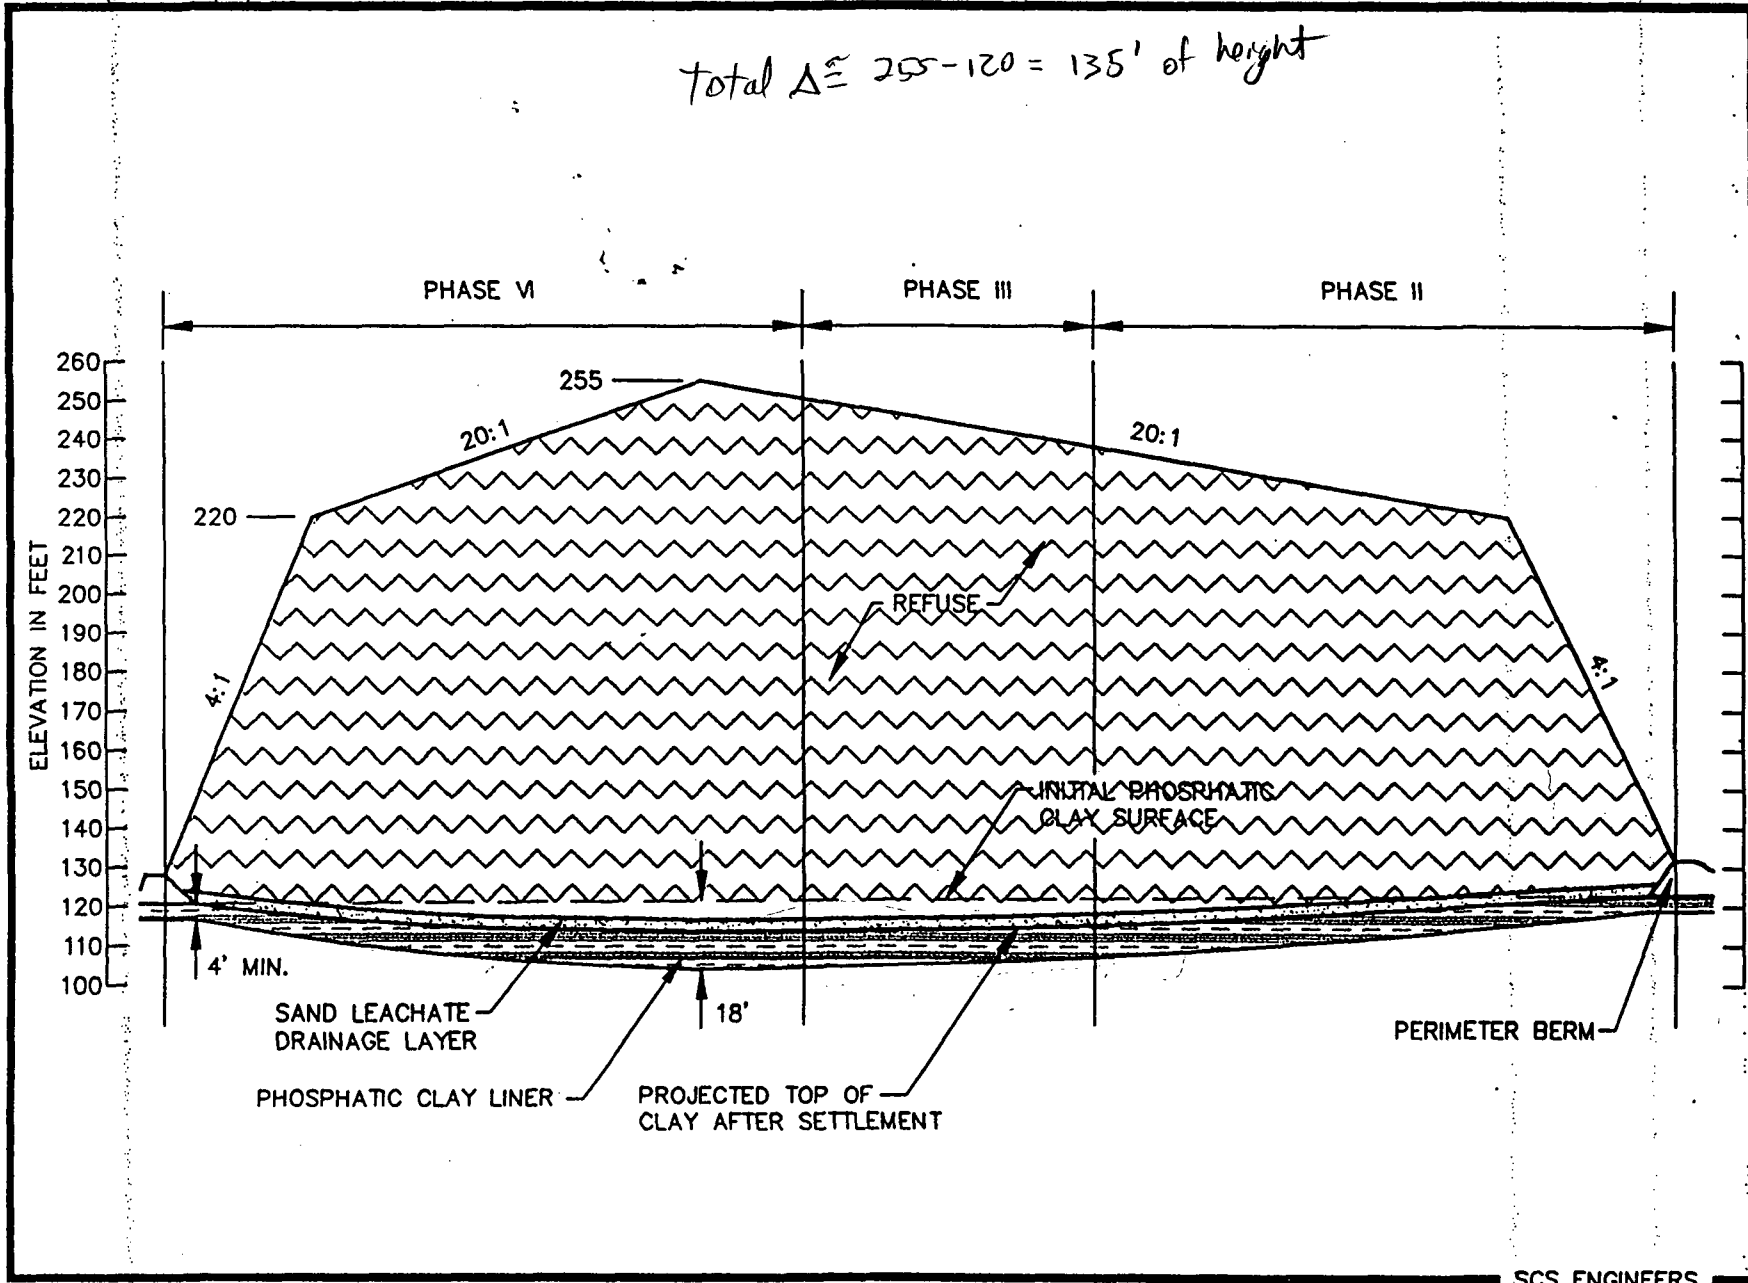 Total Δ ≅ 255-120 = 135' of height
PHASE VI
PHASE III
PHASE II
260
250
240
230
220
210
200
190
180
170
160
150
140
130
120
110
100
ELEVATION IN FEET
255
220
20:1
20:1
4:1
4:1
REFUSE
INITIAL PHOSPHATIC
CLAY SURFACE
4' MIN.
18'
SAND LEACHATE
DRAINAGE LAYER
PHOSPHATIC CLAY LINER
PROJECTED TOP OF
CLAY AFTER SETTLEMENT
PERIMETER BERM
SCS ENGINEERS